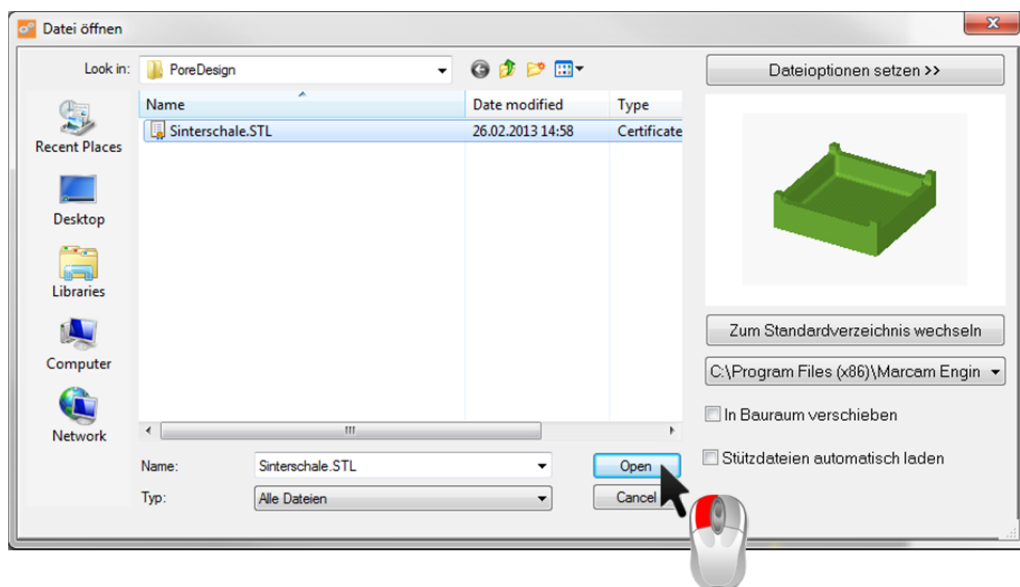 Datei öffnen
Look in: PoreDesign
Dateioptionen setzen >>
Name Date modified Type
Sinterschale.STL 26.02.2013 14:58 Certificate
Recent Places
Desktop
Libraries
Computer
Network
Zum Standardverzeichnis wechseln
C:\Program Files (x86)\Marcam Engin
In Bauraum verschieben
Stützdateien automatisch laden
Name: Sinterschale.STL Open
Typ: Alle Dateien Cancel